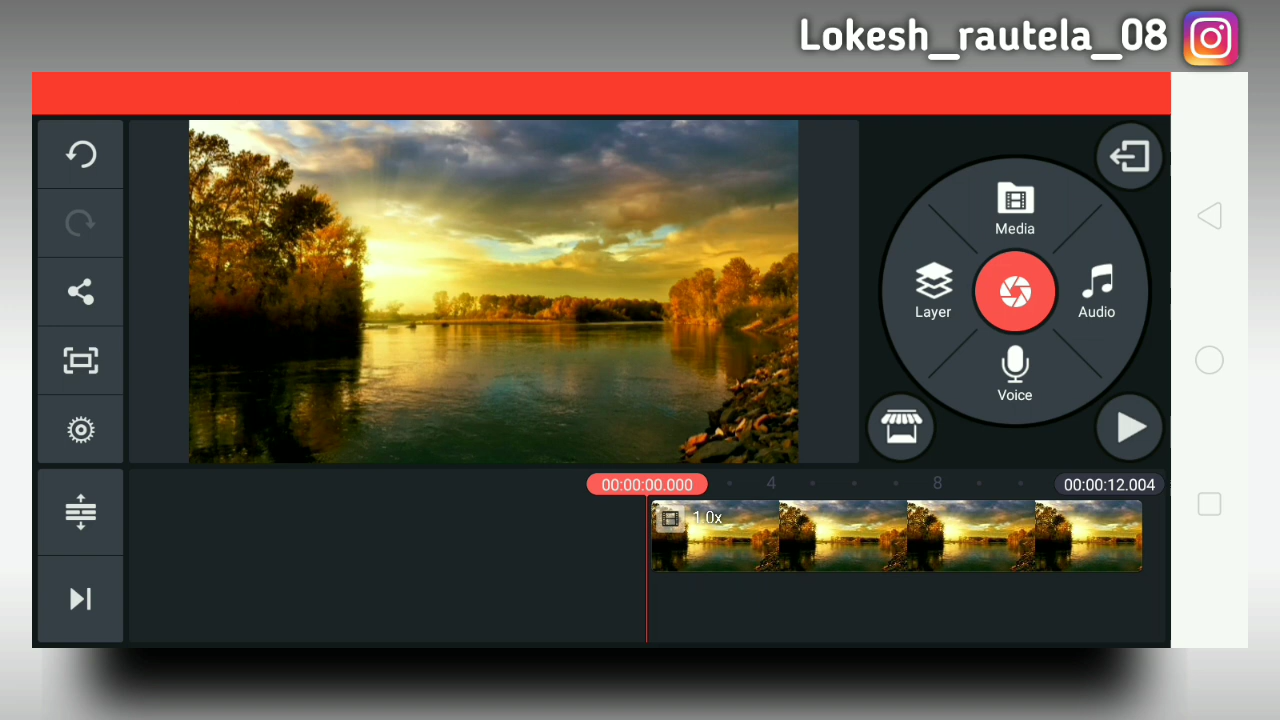 Lokesh_rautela_08
Media
Layer
Audio
Voice
00:00:00.000
4
8
00:00:12.004
1.0x